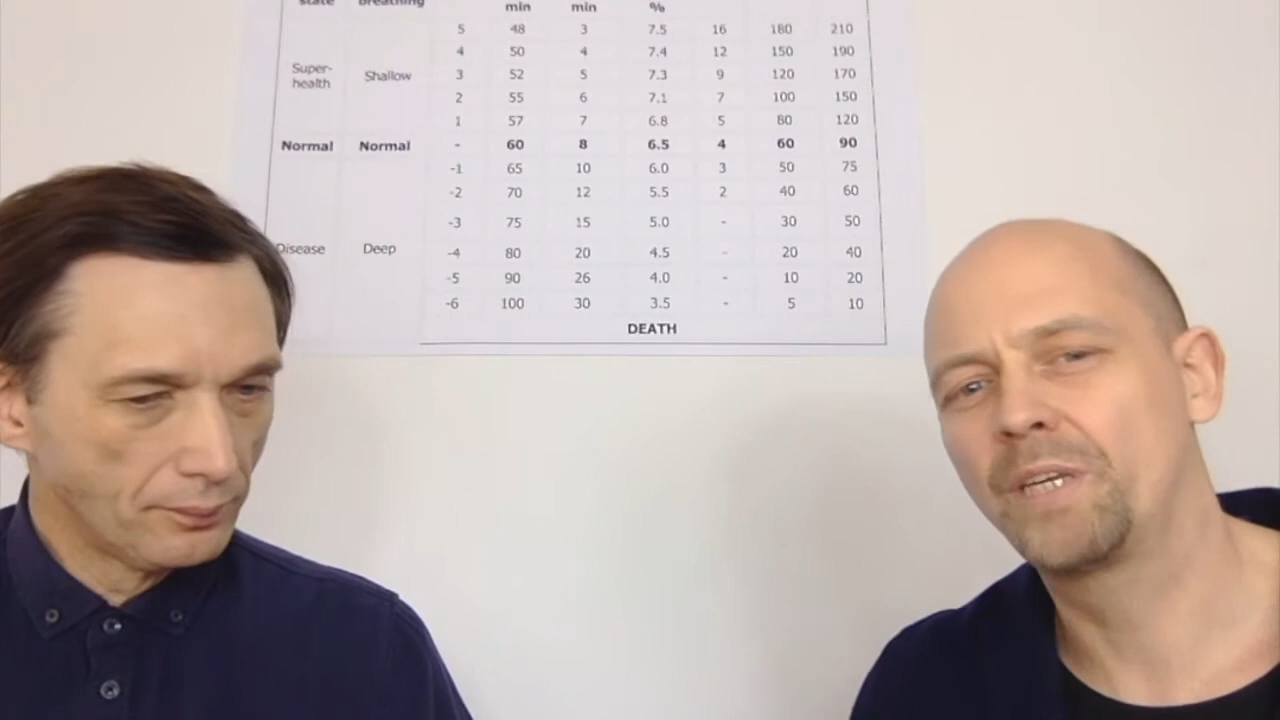 state breathing
min min %
5 48 3 7.5 16 180 210
4 50 4 7.4 12 150 190
Super-
health Shallow 3 52 5 7.3 9 120 170
2 55 6 7.1 7 100 150
1 57 7 6.8 5 80 120
Normal Normal - 60 8 6.5 4 60 90
-1 65 10 6.0 3 50 75
-2 70 12 5.5 2 40 60
-3 75 15 5.0 - 30 50
Disease Deep -4 80 20 4.5 - 20 40
-5 90 26 4.0 - 10 20
-6 100 30 3.5 - 5 10
DEATH